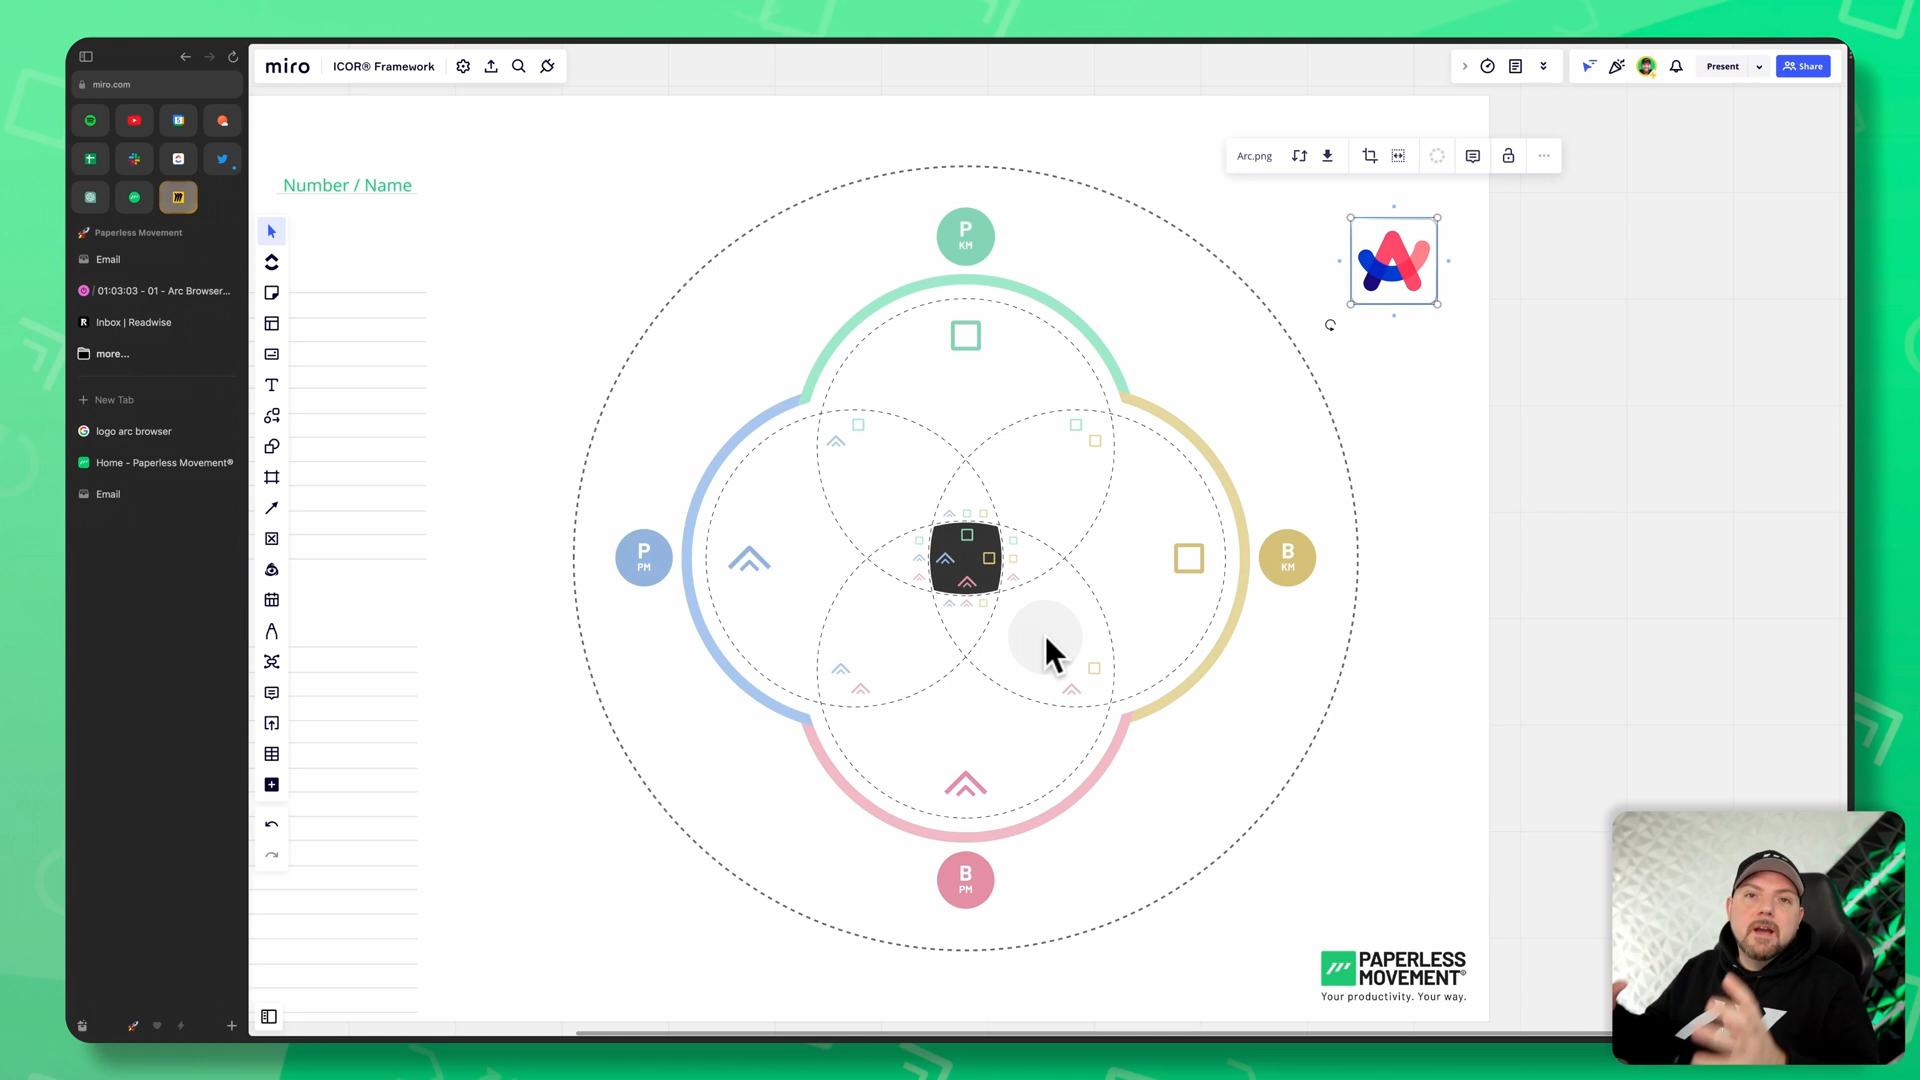 miro.com
Paperless Movement
Email
01:03:03 - 01 - Arc Browser...
Inbox | Readwise
more...
New Tab
logo arc browser
Home - Paperless Movement®
Email
miro
ICOR® Framework
Present
Share
Arc.png
Number / Name
P
KM
P
PM
B
KM
B
PM
PAPERLESS
MOVEMENT®
Your productivity. Your way.